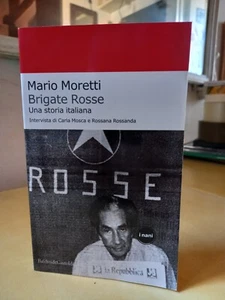 Mario Moretti
Brigate Rosse
Una storia italiana
Intervista di Carla Mosca e Rossana Rossanda
ROSSE
i nani
la Repubblica